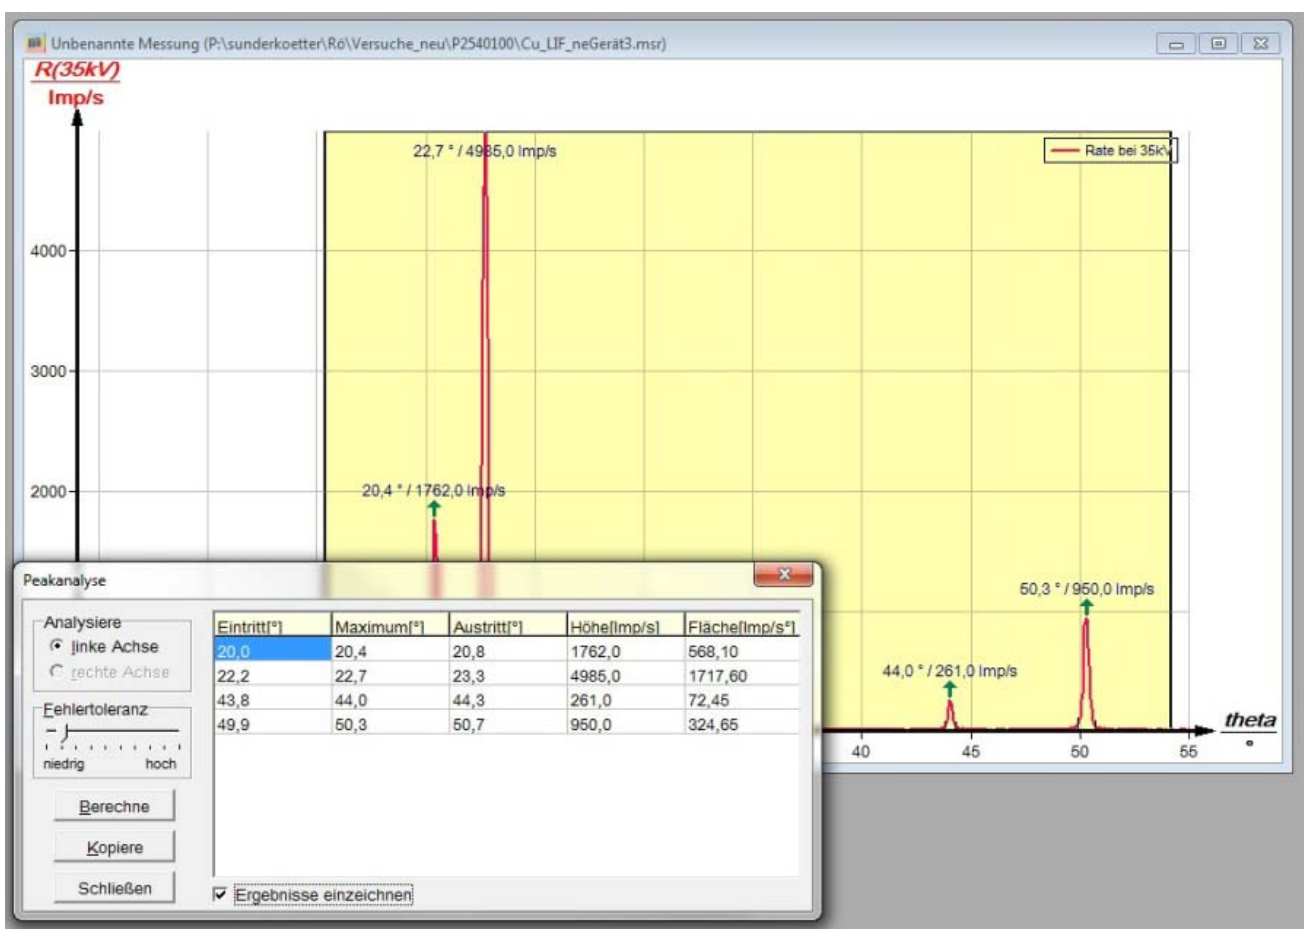 Unbenannte Messung (P:\sunderkoetter\Rö\Versuche_neu\P2540100\Cu_LIF_neGerät3.msr)
R(35kV)
Imp/s
22,7 ° / 4985,0 Imp/s
Rate bei 35kV
4000
3000
2000
20,4 ° / 1762,0 Imp/s
50,3 ° / 950,0 Imp/s
44,0 ° / 261,0 Imp/s
theta
°
40 45 50 55
Peakanalyse
Analysiere
linke Achse
rechte Achse
Fehlertoleranz
niedrig hoch
Berechne
Kopiere
Schließen
Eintritt[°] Maximum[°] Austritt[°] Höhe[Imp/s] Fläche[Imp/s*°]
20,0 20,4 20,8 1762,0 568,10
22,2 22,7 23,3 4985,0 1717,60
43,8 44,0 44,3 261,0 72,45
49,9 50,3 50,7 950,0 324,65
Ergebnisse einzeichnen